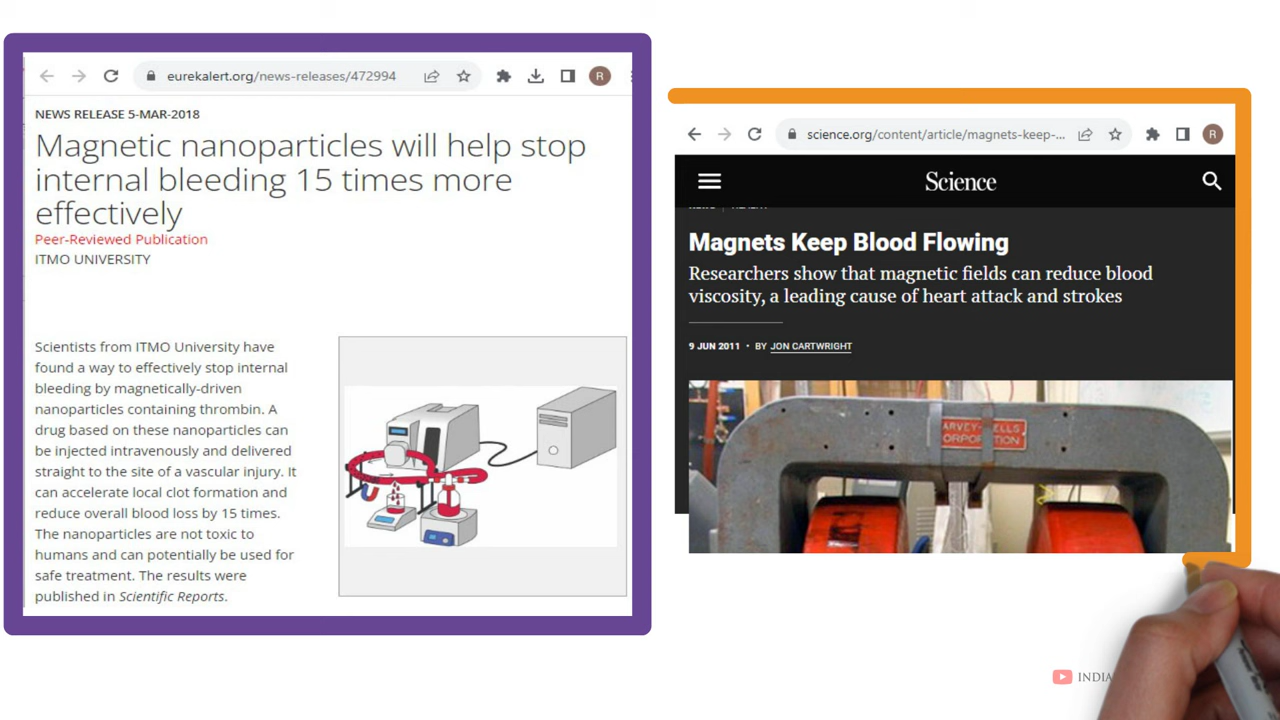 eurekalert.org/news-releases/472994
R
NEWS RELEASE 5-MAR-2018
Magnetic nanoparticles will help stop
internal bleeding 15 times more
effectively
Peer-Reviewed Publication
ITMO UNIVERSITY
Scientists from ITMO University have
found a way to effectively stop internal
bleeding by magnetically-driven
nanoparticles containing thrombin. A
drug based on these nanoparticles can
be injected intravenously and delivered
straight to the site of a vascular injury. It
can accelerate local clot formation and
reduce overall blood loss by 15 times.
The nanoparticles are not toxic to
humans and can potentially be used for
safe treatment. The results were
published in Scientific Reports.
science.org/content/article/magnets-keep-...
R
Science
Magnets Keep Blood Flowing
Researchers show that magnetic fields can reduce blood
viscosity, a leading cause of heart attack and strokes
9 JUN 2011 • BY JON CARTWRIGHT
ARVEY-WELLS
CORPORATION
INDIA